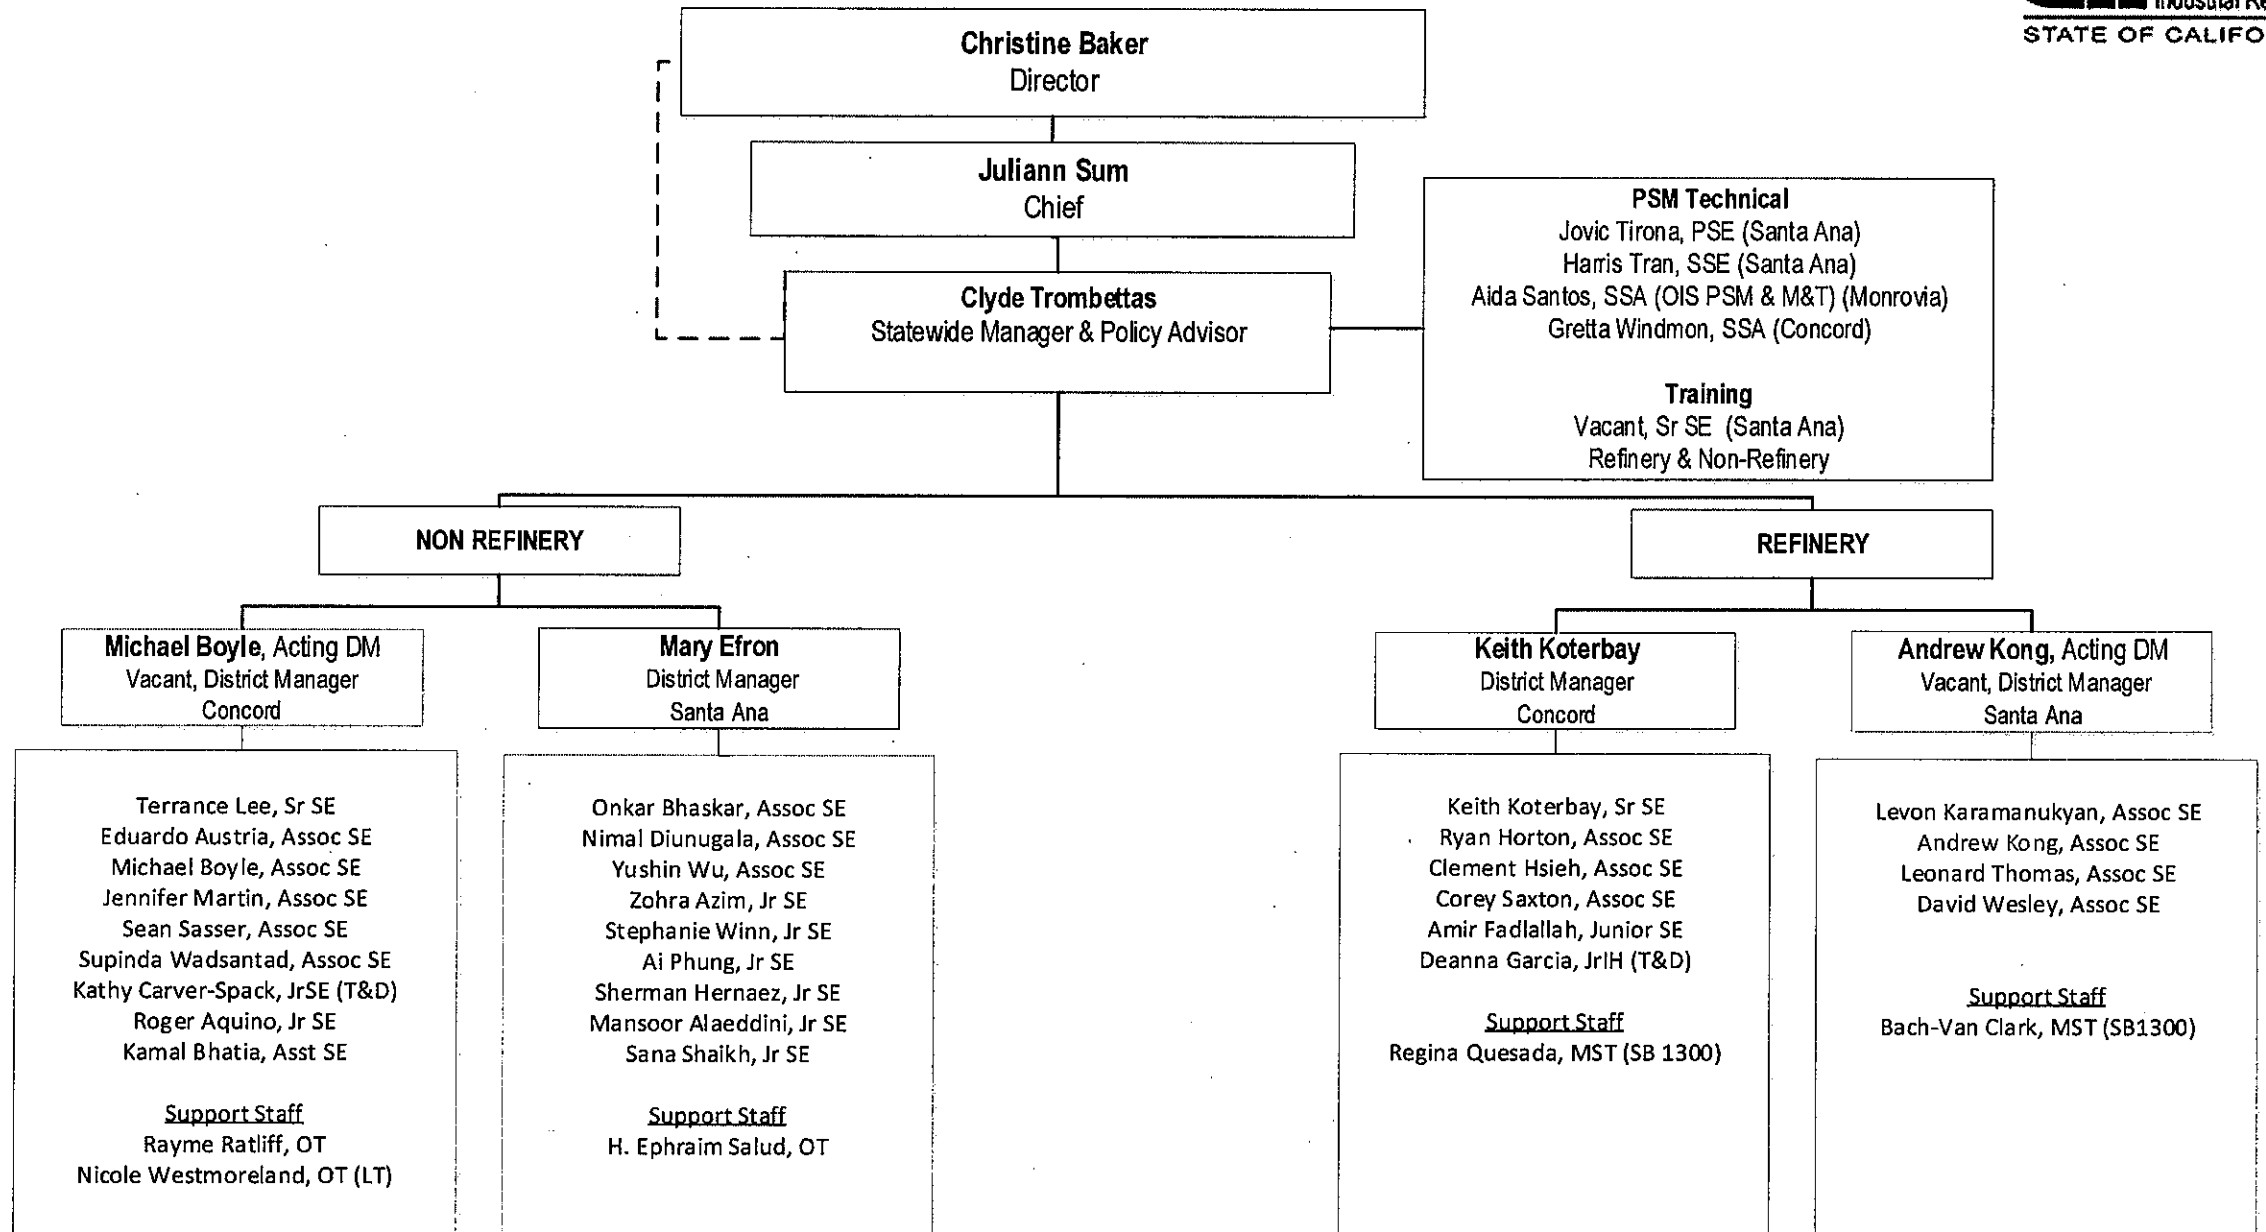 Industrial Re
STATE OF CALIFO
Christine Baker
Director
Juliann Sum
Chief
Clyde Trombettas
Statewide Manager & Policy Advisor
PSM Technical
Jovic Tirona, PSE (Santa Ana)
Harris Tran, SSE (Santa Ana)
Aida Santos, SSA (OIS PSM & M&T) (Monrovia)
Gretta Windmon, SSA (Concord)
Training
Vacant, Sr SE (Santa Ana)
Refinery & Non-Refinery
NON REFINERY
REFINERY
Michael Boyle, Acting DM
Vacant, District Manager
Concord
Mary Efron
District Manager
Santa Ana
Keith Koterbay
District Manager
Concord
Andrew Kong, Acting DM
Vacant, District Manager
Santa Ana
Terrance Lee, Sr SE
Eduardo Austria, Assoc SE
Michael Boyle, Assoc SE
Jennifer Martin, Assoc SE
Sean Sasser, Assoc SE
Supinda Wadsantad, Assoc SE
Kathy Carver-Spack, JrSE (T&D)
Roger Aquino, Jr SE
Kamal Bhatia, Asst SE
Support Staff
Rayme Ratliff, OT
Nicole Westmoreland, OT (LT)
Onkar Bhaskar, Assoc SE
Nimal Diunugala, Assoc SE
Yushin Wu, Assoc SE
Zohra Azim, Jr SE
Stephanie Winn, Jr SE
Ai Phung, Jr SE
Sherman Hernaez, Jr SE
Mansoor Alaeddini, Jr SE
Sana Shaikh, Jr SE
Support Staff
H. Ephraim Salud, OT
Keith Koterbay, Sr SE
Ryan Horton, Assoc SE
Clement Hsieh, Assoc SE
Corey Saxton, Assoc SE
Amir Fadlallah, Junior SE
Deanna Garcia, JrIH (T&D)
Support Staff
Regina Quesada, MST (SB 1300)
Levon Karamanukyan, Assoc SE
Andrew Kong, Assoc SE
Leonard Thomas, Assoc SE
David Wesley, Assoc SE
Support Staff
Bach-Van Clark, MST (SB1300)